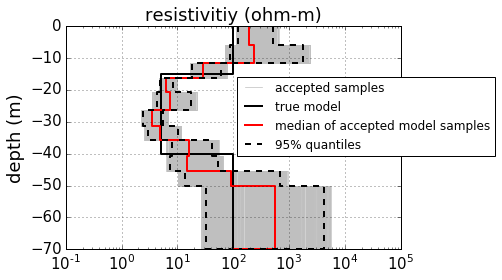 resistivitiy (ohm-m)
depth (m)
0
−10
−20
−30
−40
−50
−60
−70
10^-1 10^0 10^1 10^2 10^3 10^4 10^5
accepted samples
true model
median of accepted model samples
95% quantiles